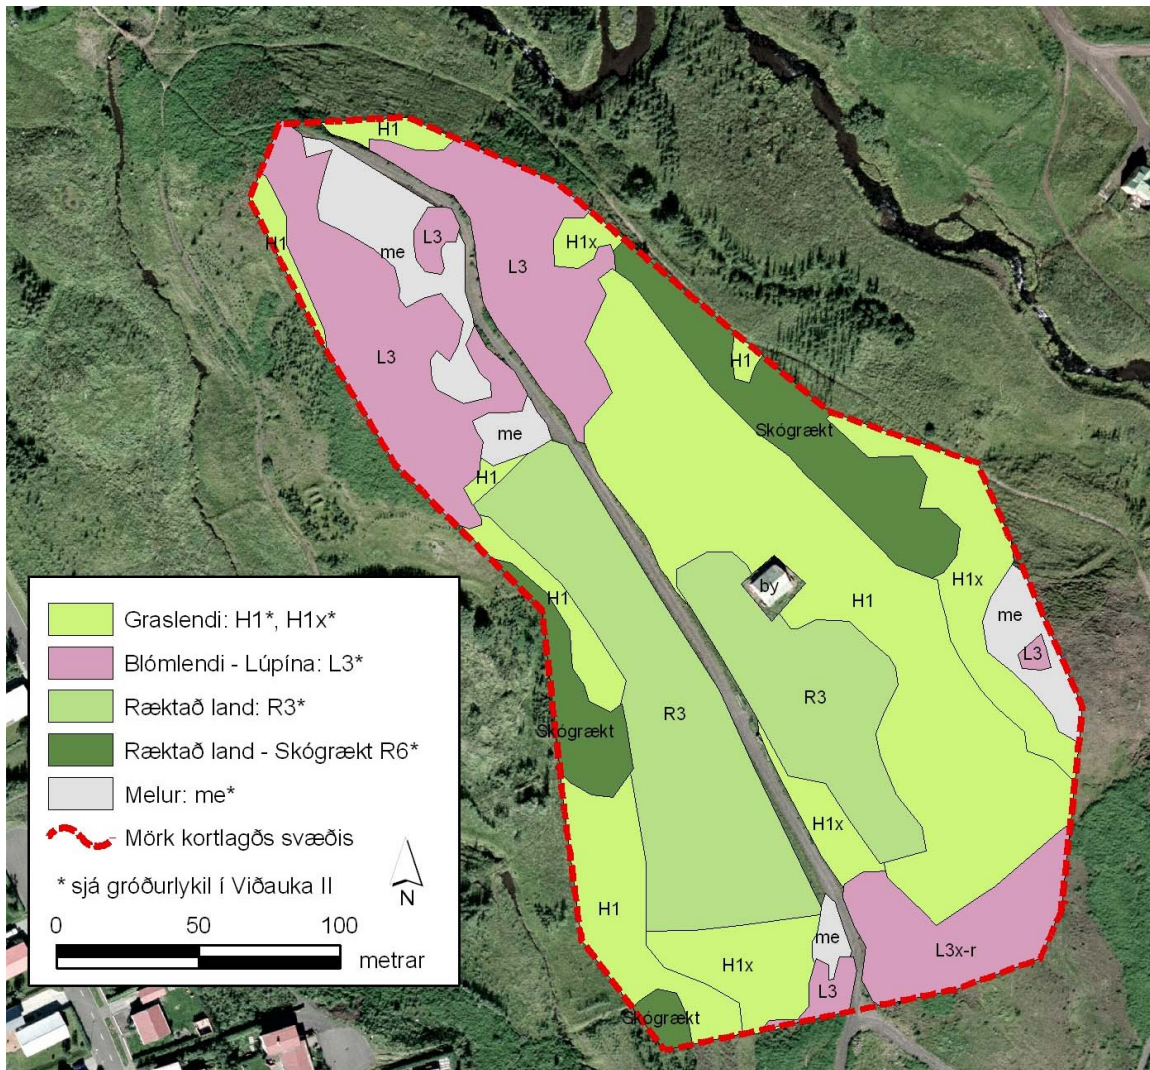 H1
H1
L3
H1x
me
L3
L3
H1
me
Skógrækt
H1
H1x
by
H1
H1
me
L3
R3
R3
Skógrækt
H1x
H1
me
L3x-r
H1x
L3
Skógrækt
Graslendi: H1*, H1x*
Blómlendi - Lúpína: L3*
Ræktað land: R3*
Ræktað land - Skógrækt R6*
Melur: me*
Mörk kortlagðs svæðis
* sjá gróðurlykil í Viðauka II
N
0 50 100
metrar